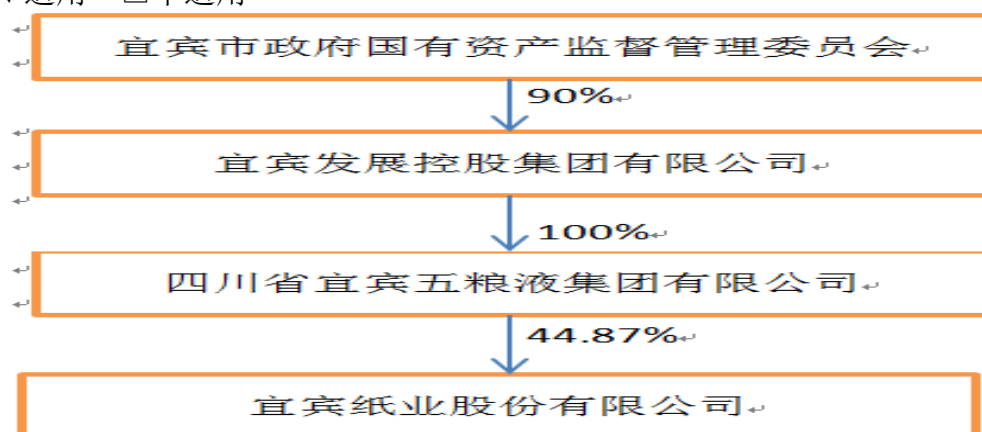 宜宾市政府国有资产监督管理委员会
90%
宜宾发展控股集团有限公司
100%
四川省宜宾五粮液集团有限公司
44.87%
宜宾纸业股份有限公司